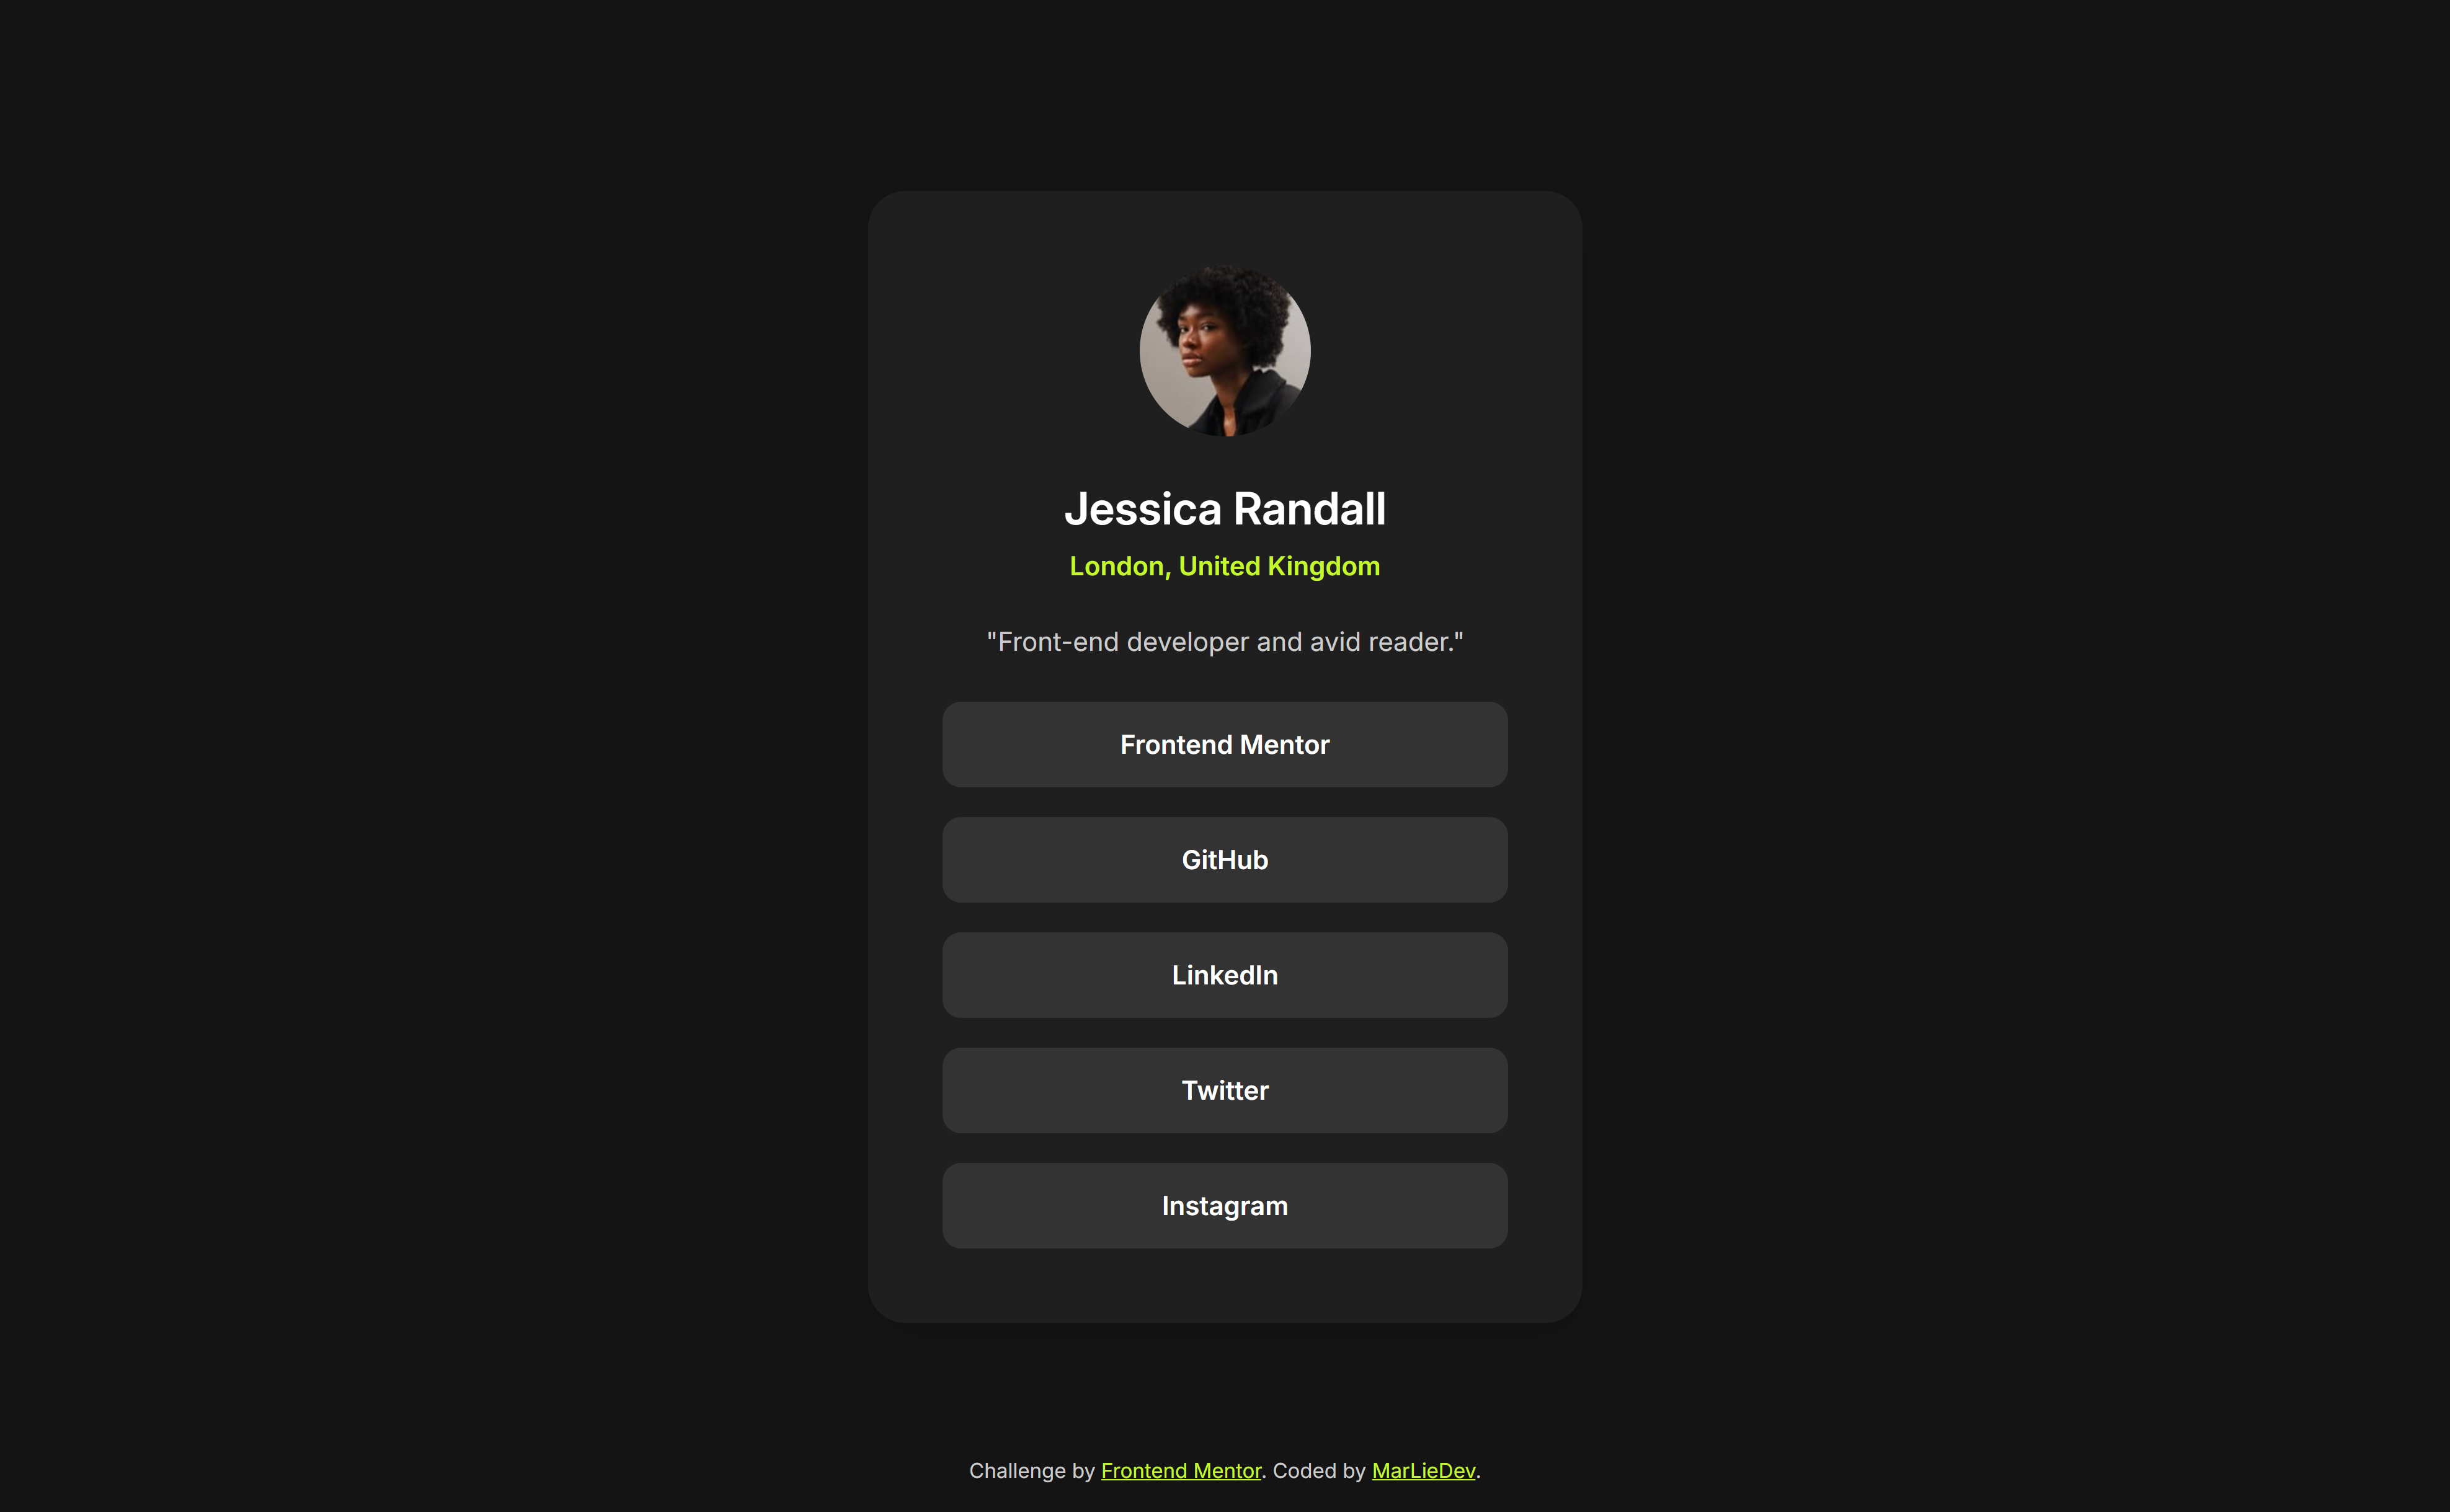 Jessica Randall
London, United Kingdom
"Front-end developer and avid reader."
Frontend Mentor
GitHub
LinkedIn
Twitter
Instagram
Challenge by Frontend Mentor. Coded by MarLieDev.